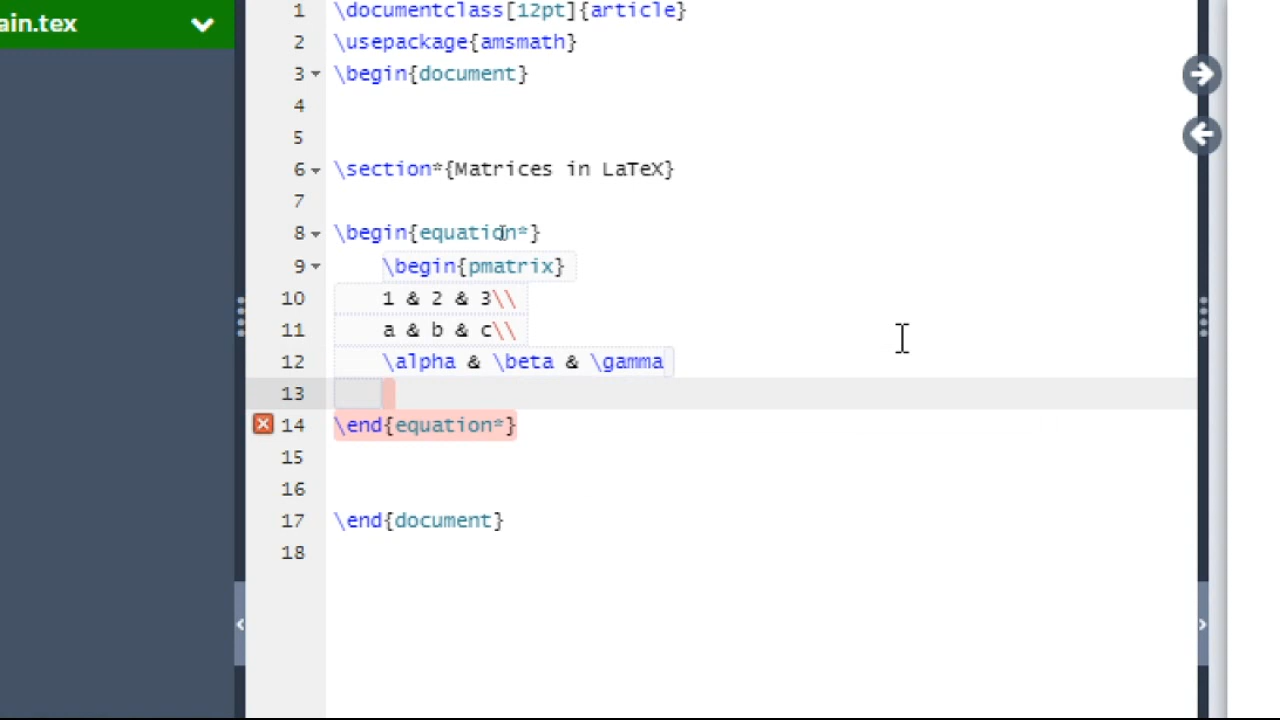 ain.tex
1 \documentclass[12pt]{article}
2 \usepackage{amsmath}
3 \begin{document}
4
5
6 \section*{Matrices in LaTeX}
7
8 \begin{equation*}
9 \begin{pmatrix}
10 1 & 2 & 3\\
11 a & b & c\\
12 \alpha & \beta & \gamma
13
14 \end{equation*}
15
16
17 \end{document}
18